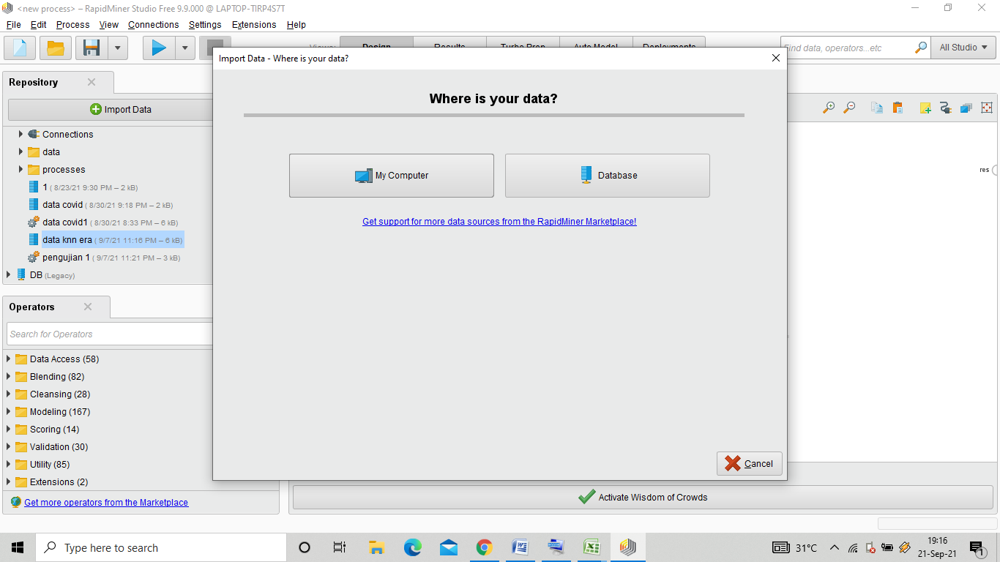 <new process> – RapidMiner Studio Free 9.9.000 @ LAPTOP-TIRP4S7T
File Edit Process View Connections Settings Extensions Help
Views: Design Results Turbo Prep Auto Model Deployments
Find data, operators...etc
All Studio
Import Data - Where is your data?
Repository
Import Data
Connections
data
processes
1 ( 8/23/21 9:30 PM – 2 kB)
data covid ( 8/30/21 9:18 PM – 2 kB)
data covid1 ( 8/30/21 8:33 PM – 6 kB)
data knn era ( 9/7/21 11:16 PM – 6 kB)
pengujian 1 ( 9/7/21 11:21 PM – 3 kB)
DB (Legacy)
Where is your data?
My Computer
Database
Get support for more data sources from the RapidMiner Marketplace!
Cancel
res
Operators
Search for Operators
Data Access (58)
Blending (82)
Cleansing (28)
Modeling (167)
Scoring (14)
Validation (30)
Utility (85)
Extensions (2)
Get more operators from the Marketplace
Activate Wisdom of Crowds
Type here to search
31°C
19:16
21-Sep-21
1